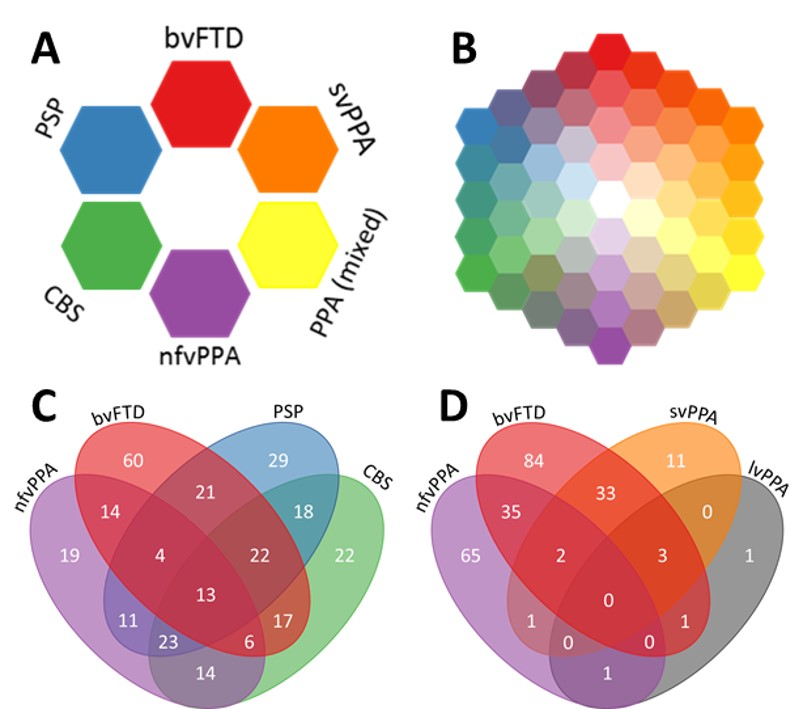 A
bvFTD
PSP
svPPA
CBS
PPA (mixed)
nfvPPA
B
C
bvFTD
PSP
nfvPPA
CBS
60
29
21
14
18
19
4
22
22
13
11
17
23
6
14
D
bvFTD
svPPA
nfvPPA
lvPPA
84
11
33
35
0
65
2
3
1
0
1
1
0
0
1